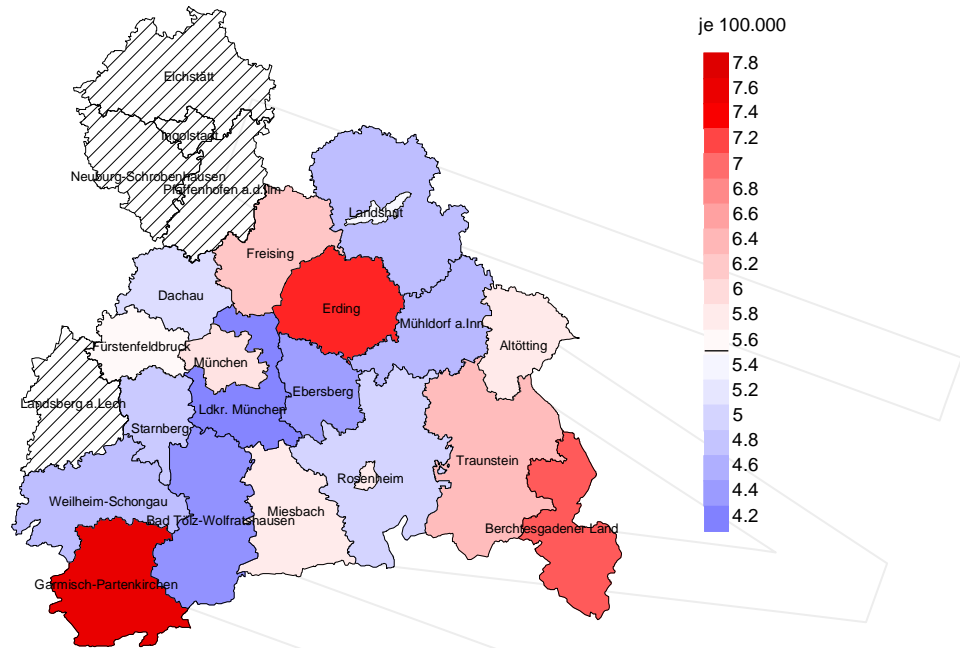 je 100.000
7.8
7.6
7.4
7.2
7
6.8
6.6
6.4
6.2
6
5.8
5.6
5.4
5.2
5
4.8
4.6
4.4
4.2
Eichstätt
Ingolstadt
Neuburg-Schrobenhausen
Pfaffenhofen a.d.Ilm
Landshut
Freising
Dachau
Erding
Mühldorf a.Inn
Fürstenfeldbruck
München
Altötting
Ebersberg
Landsberg a.Lech
Ldkr. München
Starnberg
Traunstein
Rosenheim
Weilheim-Schongau
Miesbach
Bad Tölz-Wolfratshausen
Berchtesgadener Land
Garmisch-Partenkirchen